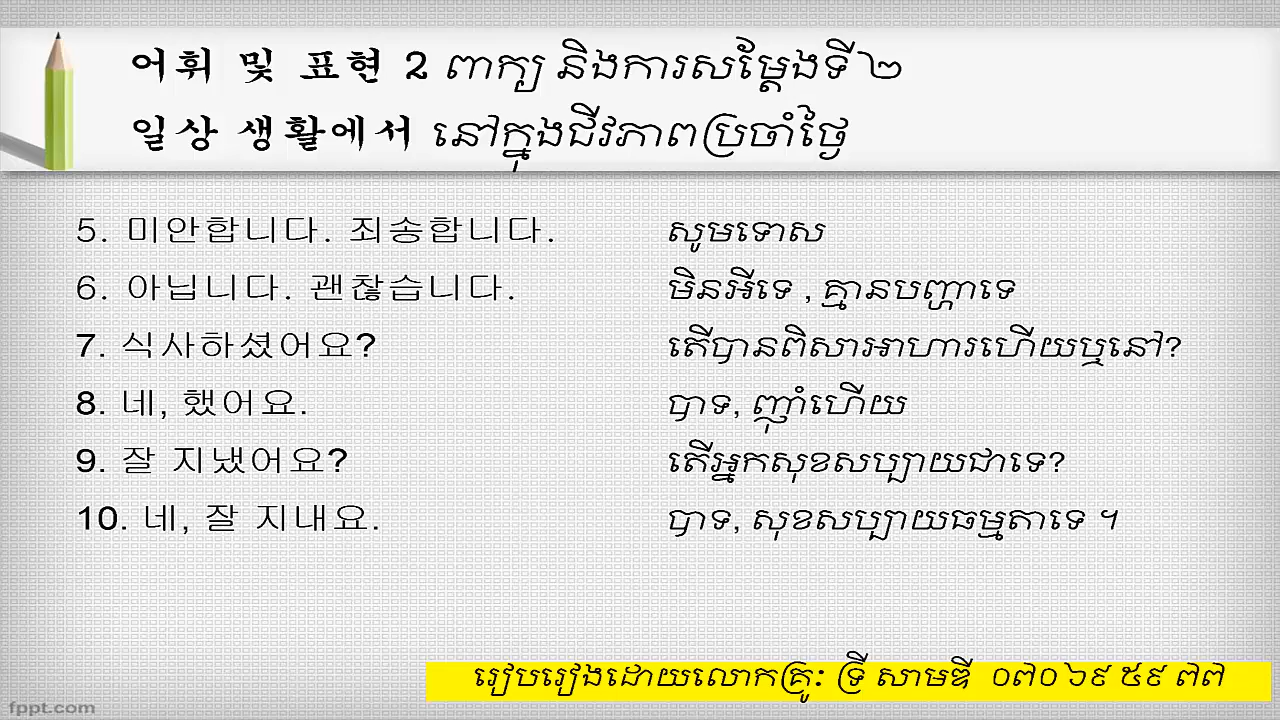 어휘 및 표현 2 ពាក្យ និងការសម្ដែងទី ២
일상 생활에서 នៅក្នុងជីវភាពប្រចាំថ្ងៃ
5. 미안합니다. 죄송합니다. សូមទោស
6. 아닙니다. 괜찮습니다. មិនអីទេ , គ្មានបញ្ហាទេ
7. 식사하셨어요? តើបានពិសាអាហារហើយឬនៅ?
8. 네, 했어요. បាទ, ញ៉ាំហើយ
9. 잘 지냈어요? តើអ្នកសុខសប្បាយជាទេ?
10. 네, 잘 지내요. បាទ, សុខសប្បាយធម្មតាទេ ។
រៀបរៀងដោយលោកគ្រូ: ទ្រី សាមឌី ០៧០ ៦៩ ៥៩ ៧៧
fppt.com